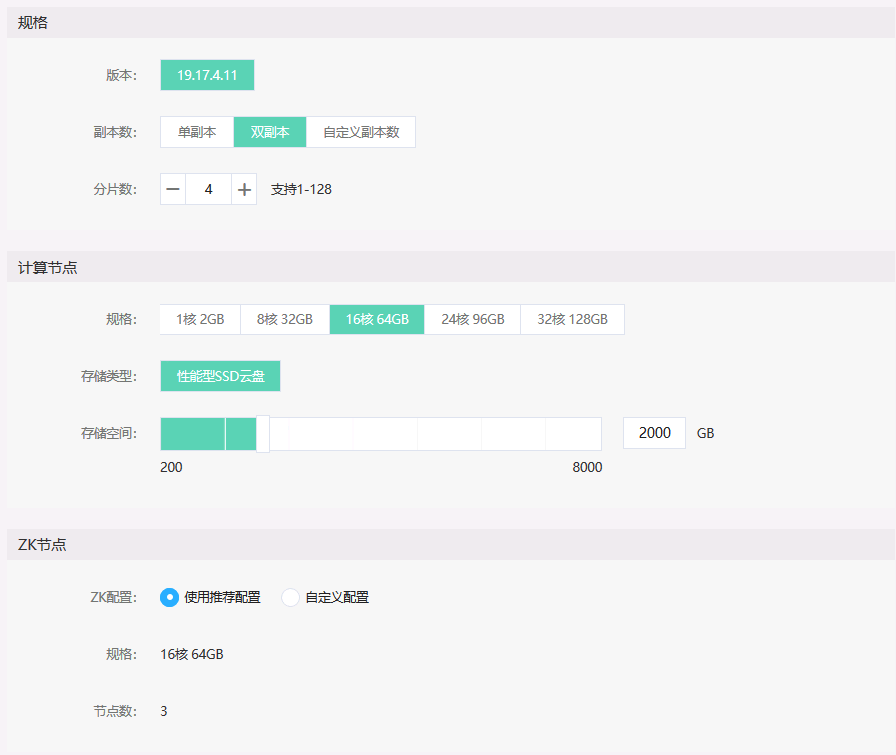 规格
版本: 19.17.4.11
副本数: 单副本 双副本 自定义副本数
分片数: 4 支持1-128
计算节点
规格: 1核 2GB 8核 32GB 16核 64GB 24核 96GB 32核 128GB
存储类型: 性能型SSD云盘
存储空间: 2000 GB
200 8000
ZK节点
ZK配置: 使用推荐配置 自定义配置
规格: 16核 64GB
节点数: 3